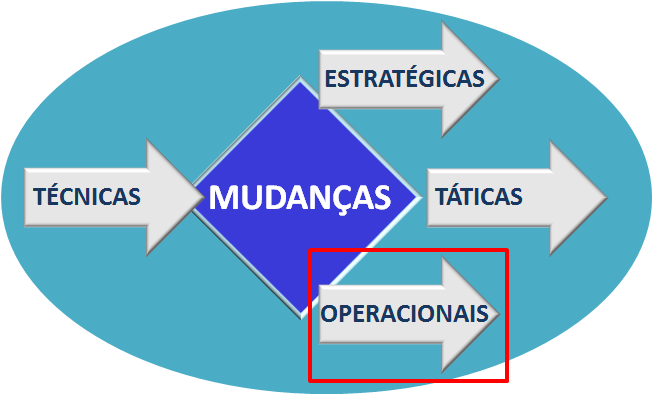 ESTRATÉGICAS
TÉCNICAS
MUDANÇAS
TÁTICAS
OPERACIONAIS